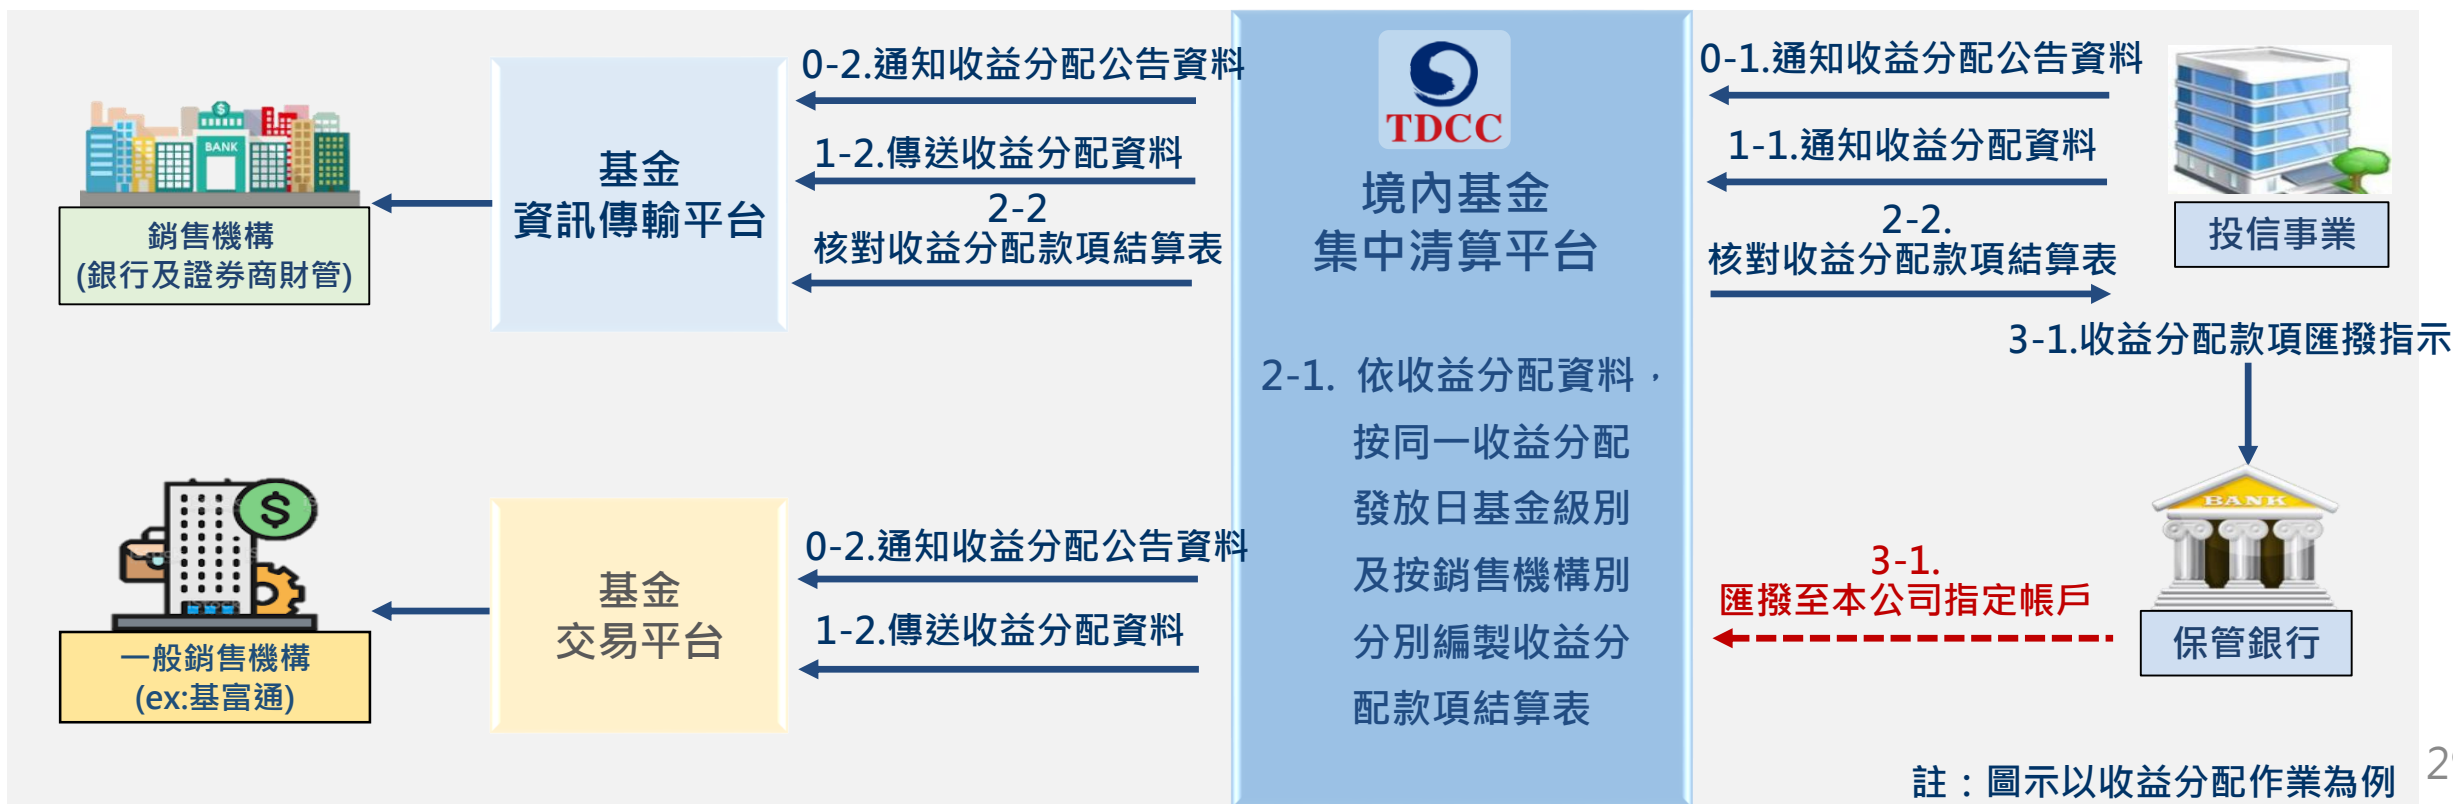 0-2.通知收益分配公告資料
1-2.傳送收益分配資料
2-2
核對收益分配款項結算表
BANK
銷售機構
(銀行及證券商財管)
基金
資訊傳輸平台
一般銷售機構
(ex:基富通)
基金
交易平台
0-2.通知收益分配公告資料
1-2.傳送收益分配資料
TDCC
境內基金
集中清算平台
2-1. 依收益分配資料，
按同一收益分配
發放日基金級別
及按銷售機構別
分別編製收益分
配款項結算表
0-1.通知收益分配公告資料
1-1.通知收益分配資料
2-2.
核對收益分配款項結算表
投信事業
3-1.收益分配款項匯撥指示
BANK
3-1.
匯撥至本公司指定帳戶
保管銀行
註：圖示以收益分配作業為例